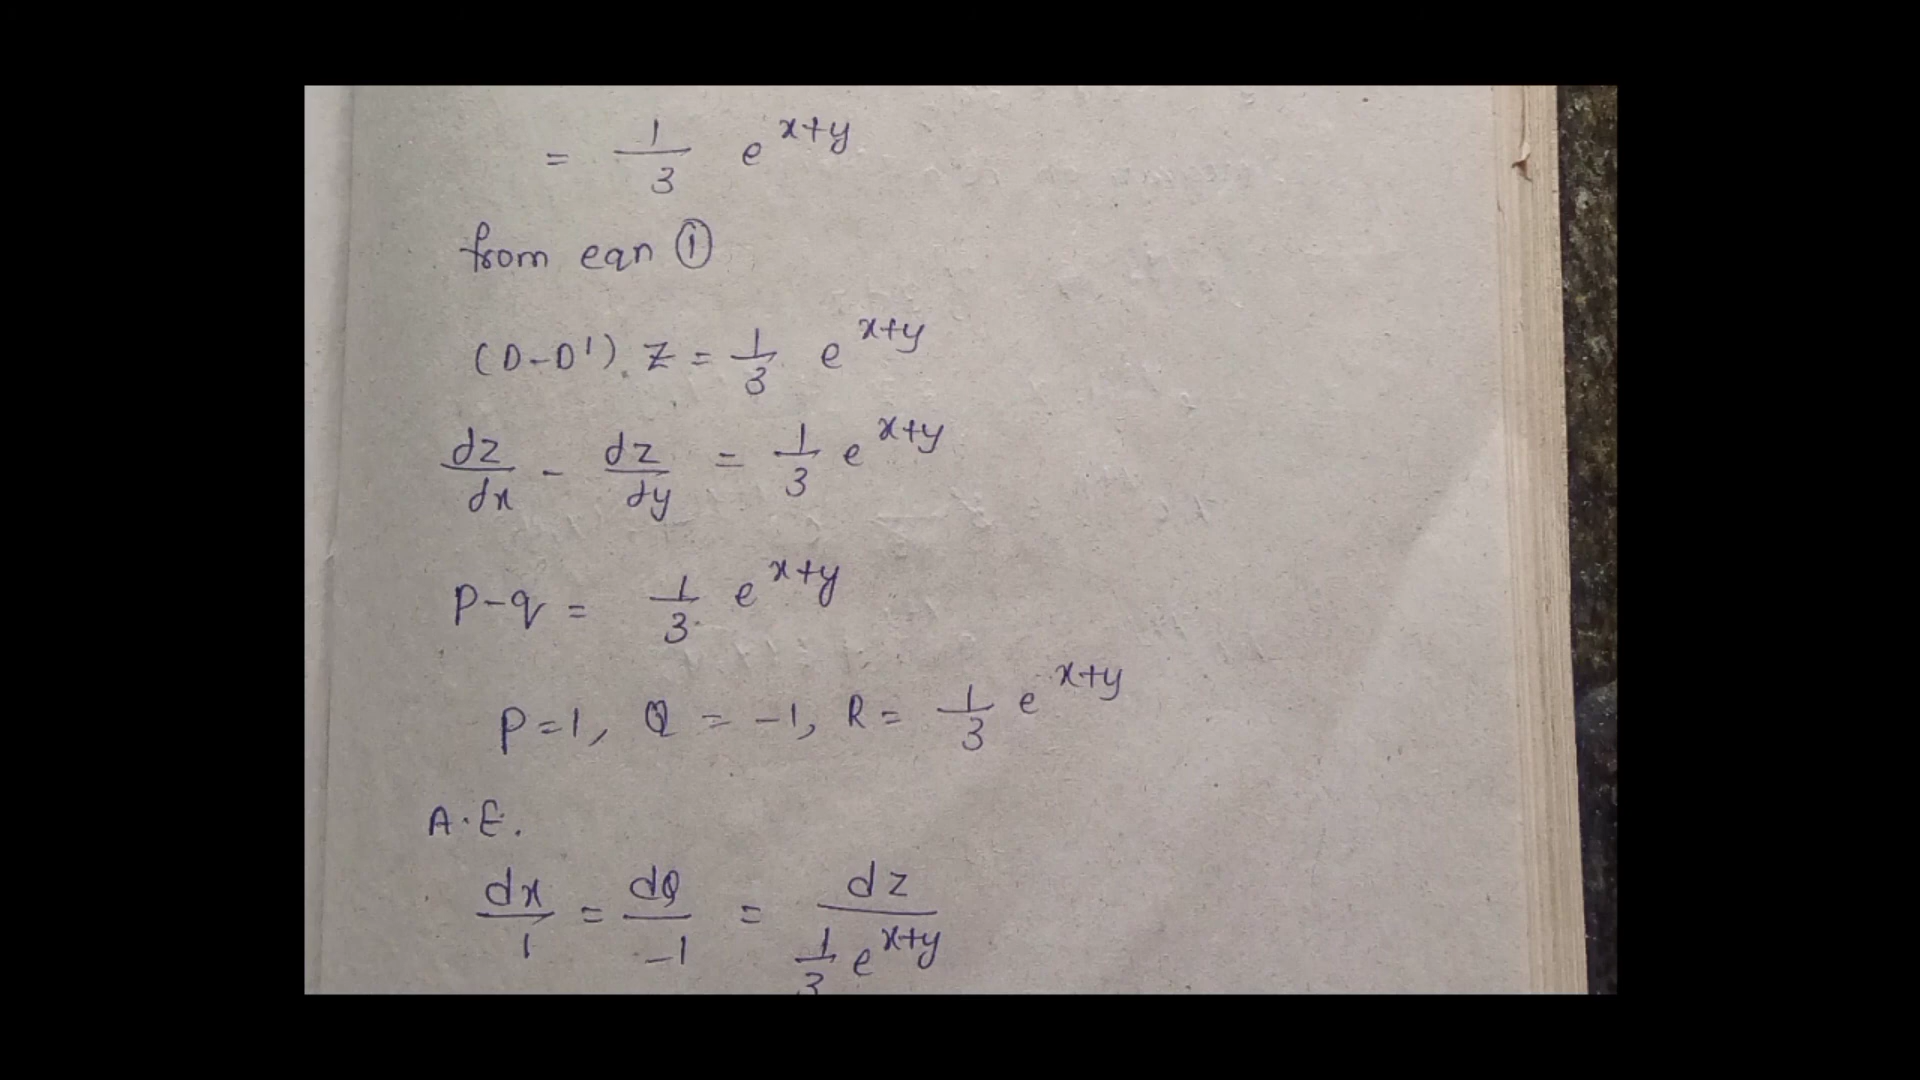 = 1/3 e^{x+y}
from eqn ①
(D-D'). z = 1/3 e^{x+y}
dz/dx - dz/dy = 1/3 e^{x+y}
P-q = 1/3 e^{x+y}
P=1, Q = -1, R = 1/3 e^{x+y}
A.E.
dx/1 = dQ/-1 = dz/(1/3 e^{x+y})